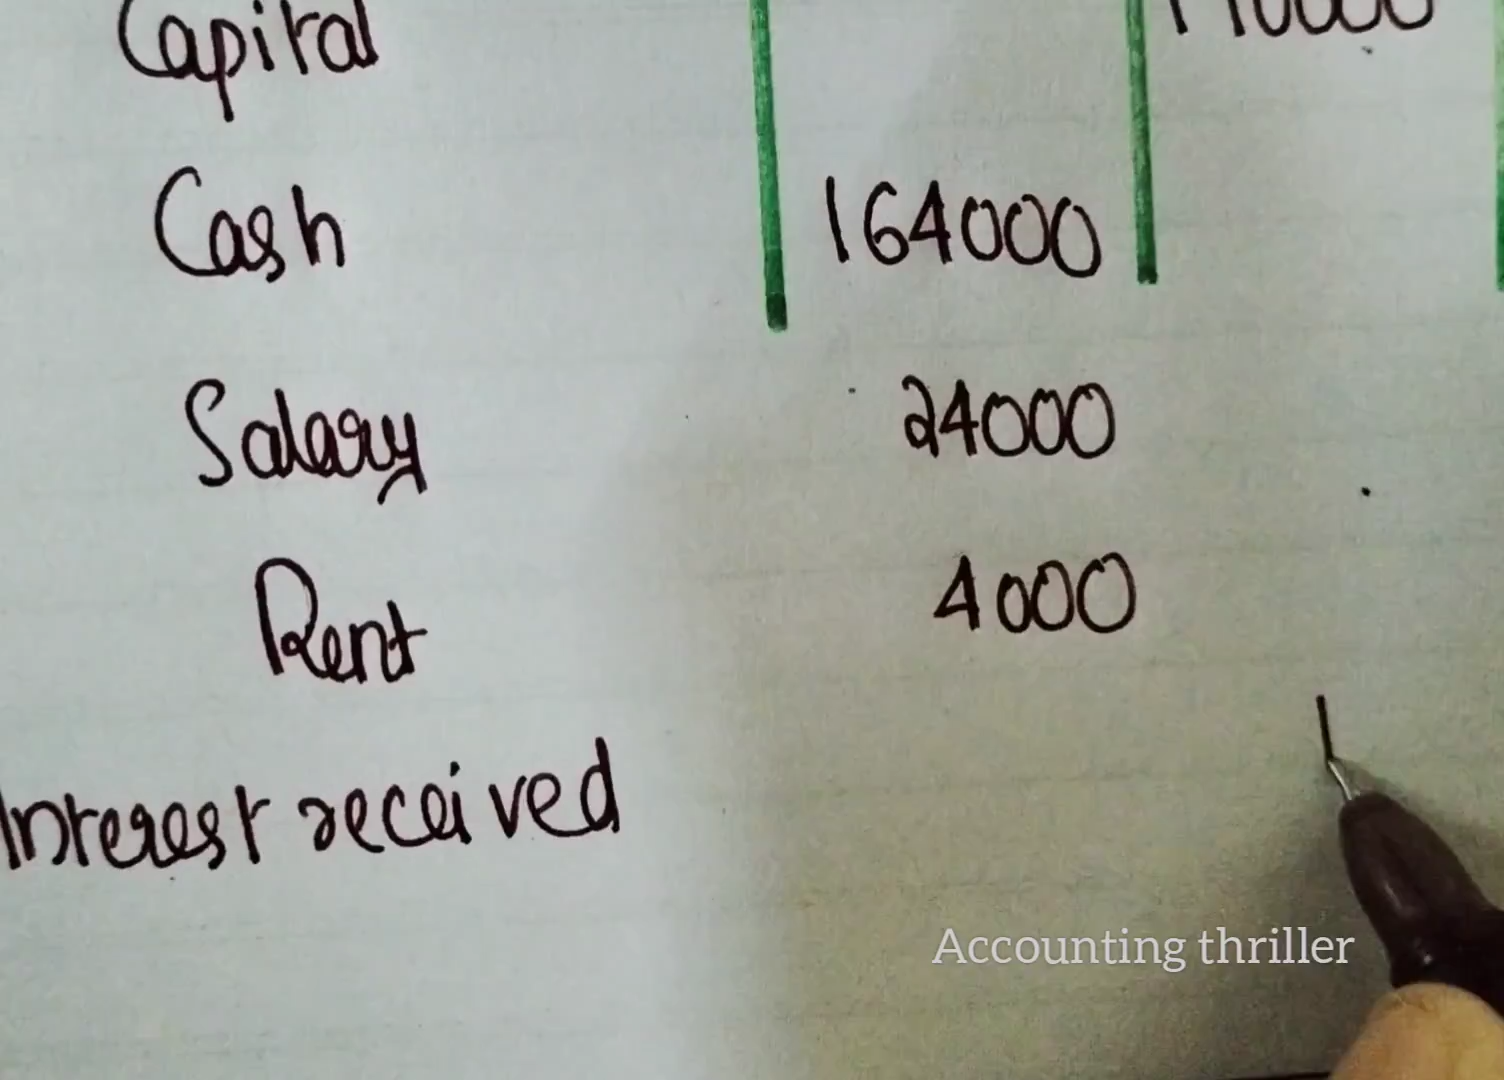 Capital
Cash 164000
Salary 24000
Rent 4000
Interest received
Accounting thriller